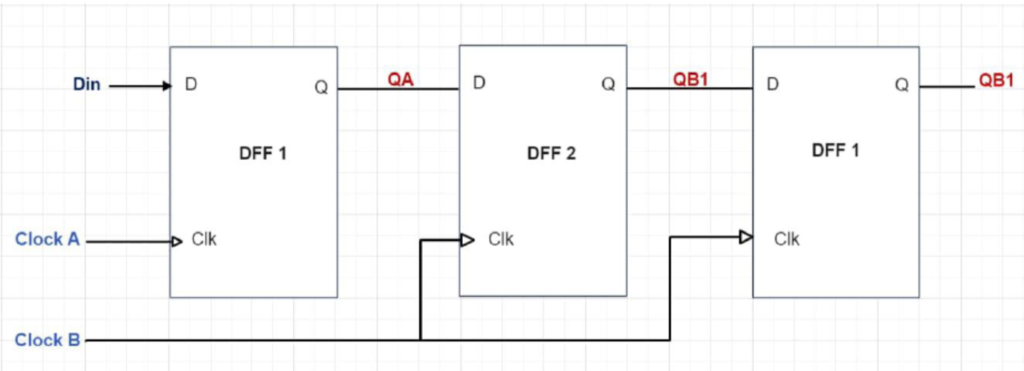 Din
D
Q
QA
D
Q
QB1
D
Q
QB1
DFF 1
DFF 2
DFF 1
Clock A
Clk
Clk
Clk
Clock B